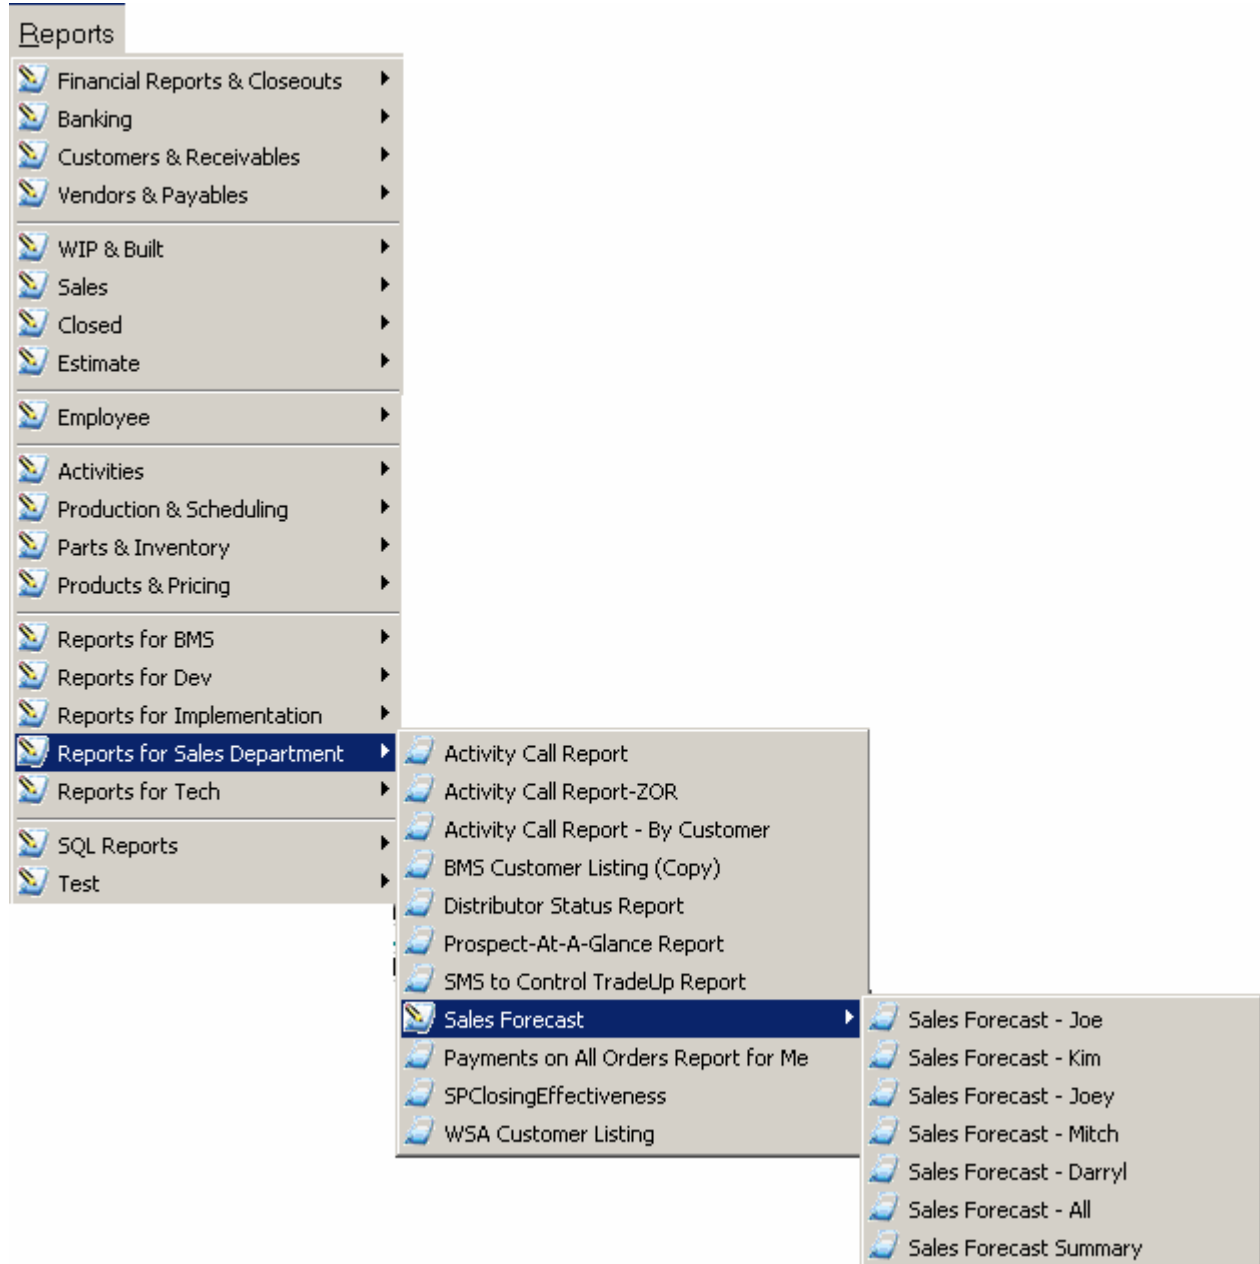 Reports
Financial Reports & Closeouts
Banking
Customers & Receivables
Vendors & Payables
WIP & Built
Sales
Closed
Estimate
Employee
Activities
Production & Scheduling
Parts & Inventory
Products & Pricing
Reports for BMS
Reports for Dev
Reports for Implementation
Reports for Sales Department
Reports for Tech
SQL Reports
Test
Activity Call Report
Activity Call Report-ZOR
Activity Call Report - By Customer
BMS Customer Listing (Copy)
Distributor Status Report
Prospect-At-A-Glance Report
SMS to Control TradeUp Report
Sales Forecast
Payments on All Orders Report for Me
SPClosingEffectiveness
WSA Customer Listing
Sales Forecast - Joe
Sales Forecast - Kim
Sales Forecast - Joey
Sales Forecast - Mitch
Sales Forecast - Darryl
Sales Forecast - All
Sales Forecast Summary